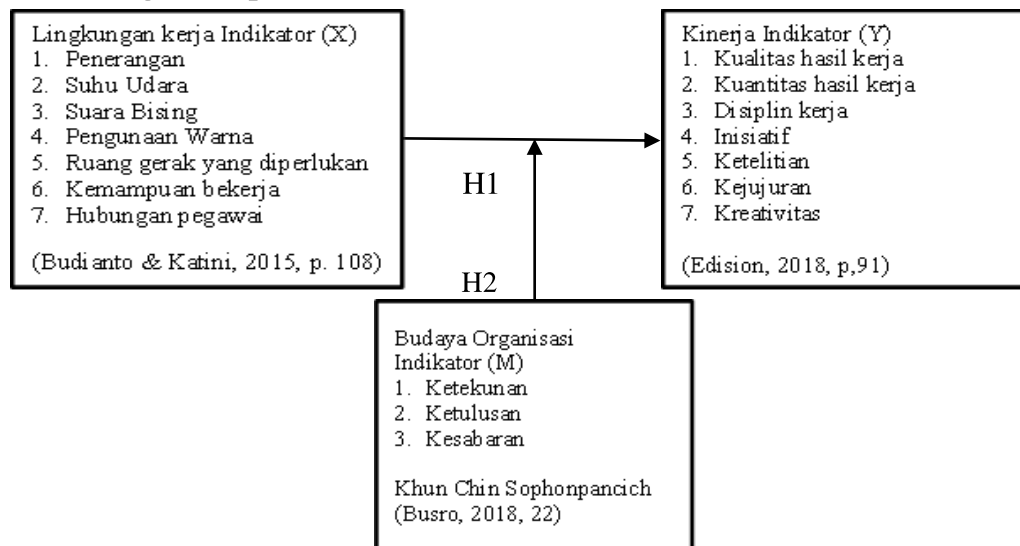 Lingkungan kerja Indikator (X)
1. Penerangan
2. Suhu Udara
3. Suara Bising
4. Pengunaan Warna
5. Ruang gerak yang diperlukan
6. Kemampuan bekerja
7. Hubungan pegawai
(Budianto & Katini, 2015, p. 108)
Kinerja Indikator (Y)
1. Kualitas hasil kerja
2. Kuantitas hasil kerja
3. Disiplin kerja
4. Inisiatif
5. Ketelitian
6. Kejujuran
7. Kreativitas
(Edision, 2018, p,91)
H1
H2
Budaya Organisasi
Indikator (M)
1. Ketekunan
2. Ketulusan
3. Kesabaran
Khun Chin Sophonpancich
(Busro, 2018, 22)